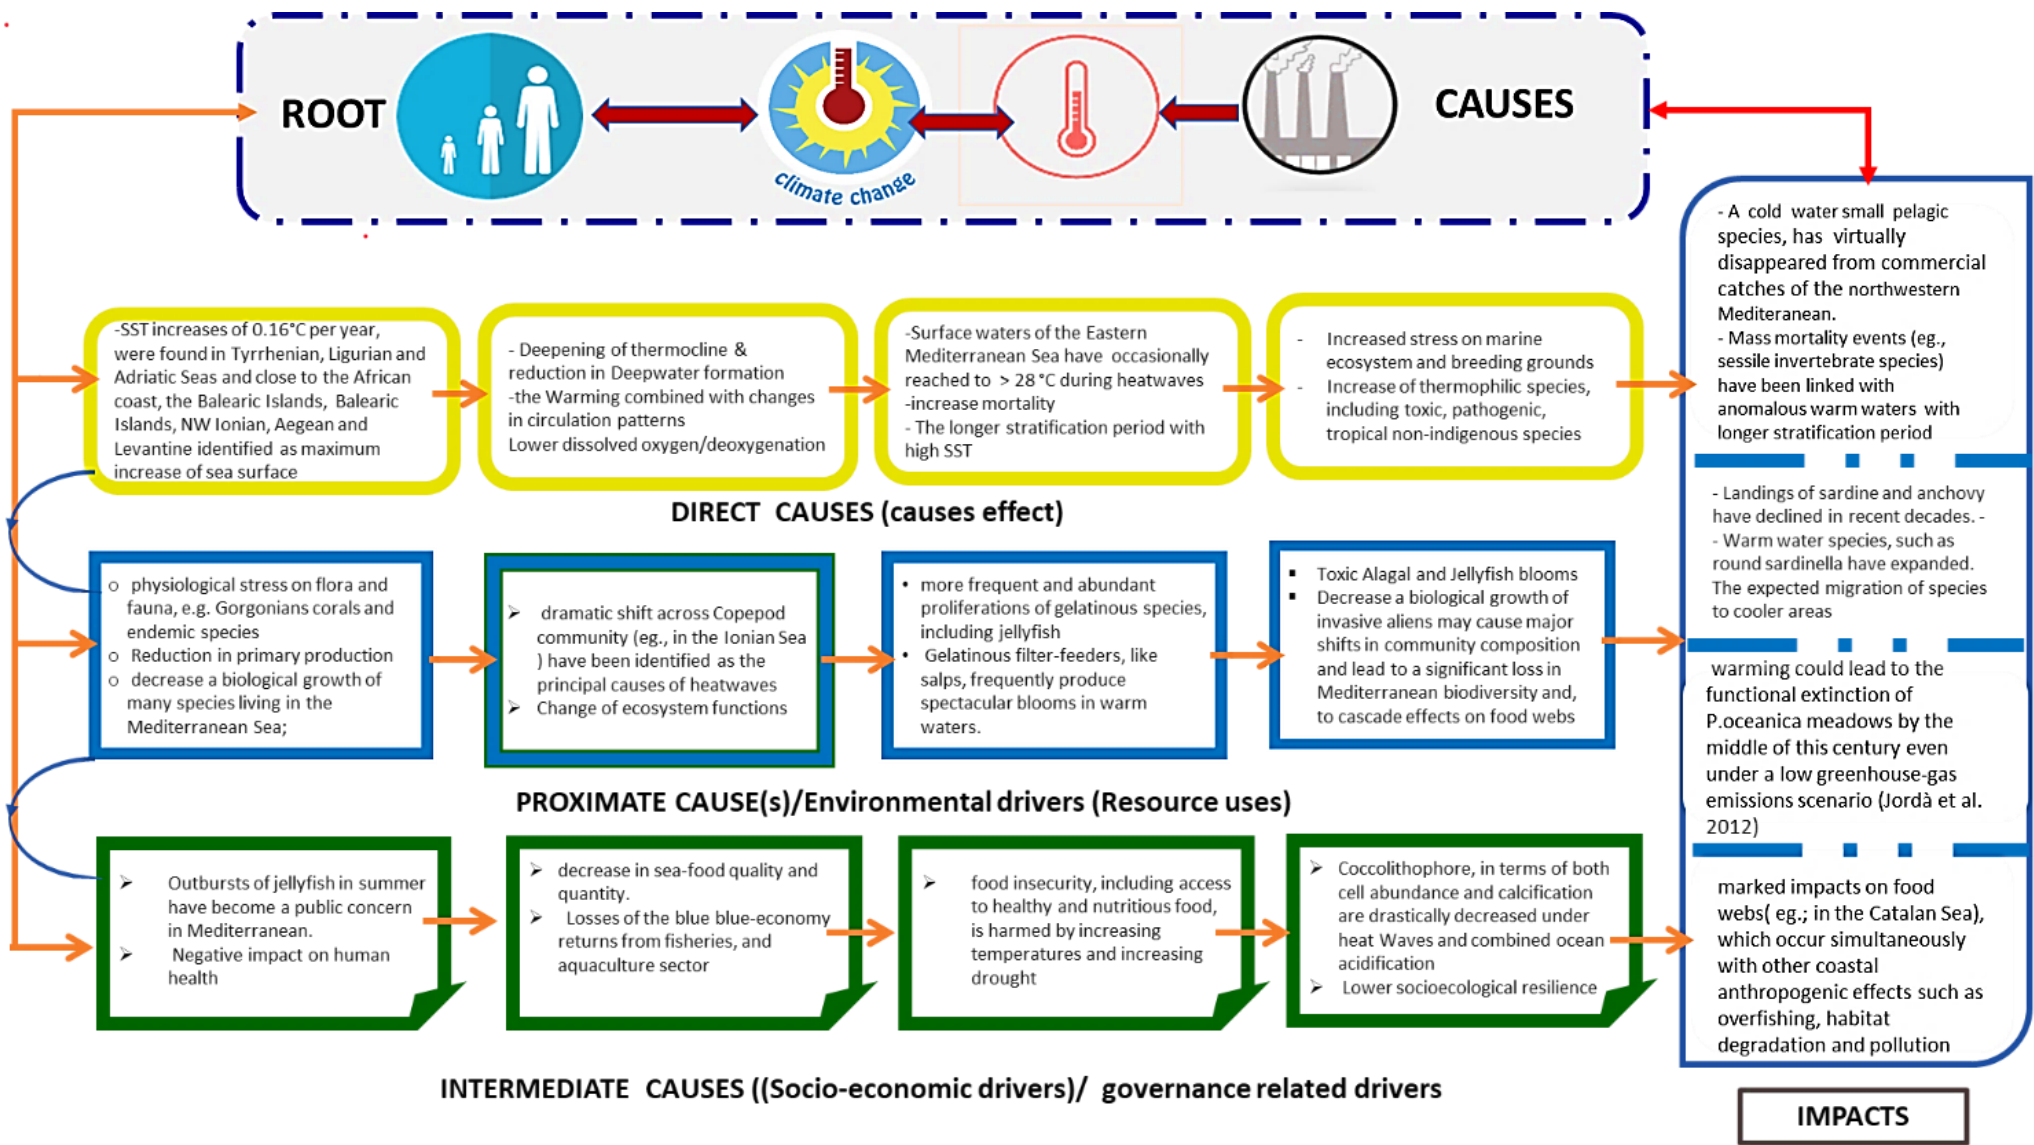 ROOT
CAUSES
climate change
-SST increases of 0.16°C per year,
were found in Tyrrhenian, Ligurian and
Adriatic Seas and close to the African
coast, the Balearic Islands, Balearic
Islands, NW Ionian, Aegean and
Levantine identified as maximum
increase of sea surface
- Deepening of thermocline &
reduction in Deepwater formation
-the Warming combined with changes
in circulation patterns
Lower dissolved oxygen/deoxygenation
-Surface waters of the Eastern
Mediterranean Sea have occasionally
reached to > 28 °C during heatwaves
-increase mortality
- The longer stratification period with
high SST
- Increased stress on marine
ecosystem and breeding grounds
- Increase of thermophilic species,
including toxic, pathogenic,
tropical non-indigenous species
DIRECT CAUSES (causes effect)
o physiological stress on flora and
fauna, e.g. Gorgonians corals and
endemic species
o Reduction in primary production
o decrease a biological growth of
many species living in the
Mediterranean Sea;
➢ dramatic shift across Copepod
community (eg., in the Ionian Sea
) have been identified as the
principal causes of heatwaves
➢ Change of ecosystem functions
• more frequent and abundant
proliferations of gelatinous species,
including jellyfish
• Gelatinous filter-feeders, like
salps, frequently produce
spectacular blooms in warm
waters.
▪ Toxic Alagal and Jellyfish blooms
▪ Decrease a biological growth of
invasive aliens may cause major
shifts in community composition
and lead to a significant loss in
Mediterranean biodiversity and,
to cascade effects on food webs
PROXIMATE CAUSE(s)/Environmental drivers (Resource uses)
➢ Outbursts of jellyfish in summer
have become a public concern
in Mediterranean.
➢ Negative impact on human
health
➢ decrease in sea-food quality and
quantity.
➢ Losses of the blue blue-economy
returns from fisheries, and
aquaculture sector
➢ food insecurity, including access
to healthy and nutritious food,
is harmed by increasing
temperatures and increasing
drought
➢ Coccolithophore, in terms of both
cell abundance and calcification
are drastically decreased under
heat Waves and combined ocean
acidification
➢ Lower socioecological resilience
INTERMEDIATE CAUSES ((Socio-economic drivers)/ governance related drivers
- A cold water small pelagic
species, has virtually
disappeared from commercial
catches of the northwestern
Mediterranean.
- Mass mortality events (eg.,
sessile invertebrate species)
have been linked with
anomalous warm waters with
longer stratification period
- Landings of sardine and anchovy
have declined in recent decades. -
- Warm water species, such as
round sardinella have expanded.
The expected migration of species
to cooler areas
warming could lead to the
functional extinction of
P.oceanica meadows by the
middle of this century even
under a low greenhouse-gas
emissions scenario (Jordà et al.
2012)
marked impacts on food
webs( eg.; in the Catalan Sea),
which occur simultaneously
with other coastal
anthropogenic effects such as
overfishing, habitat
degradation and pollution
IMPACTS